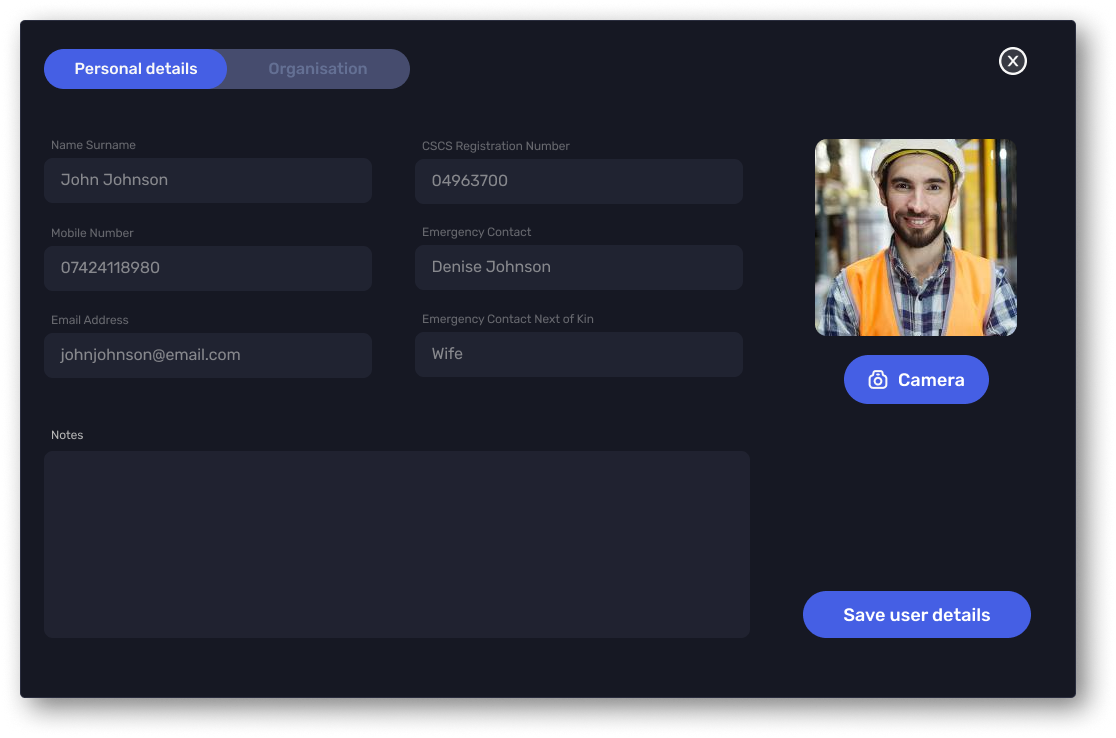 Personal details
Organisation
X
Name Surname
John Johnson
CSCS Registration Number
04963700
Mobile Number
07424118980
Emergency Contact
Denise Johnson
Email Address
johnjohnson@email.com
Emergency Contact Next of Kin
Wife
Camera
Notes
Save user details